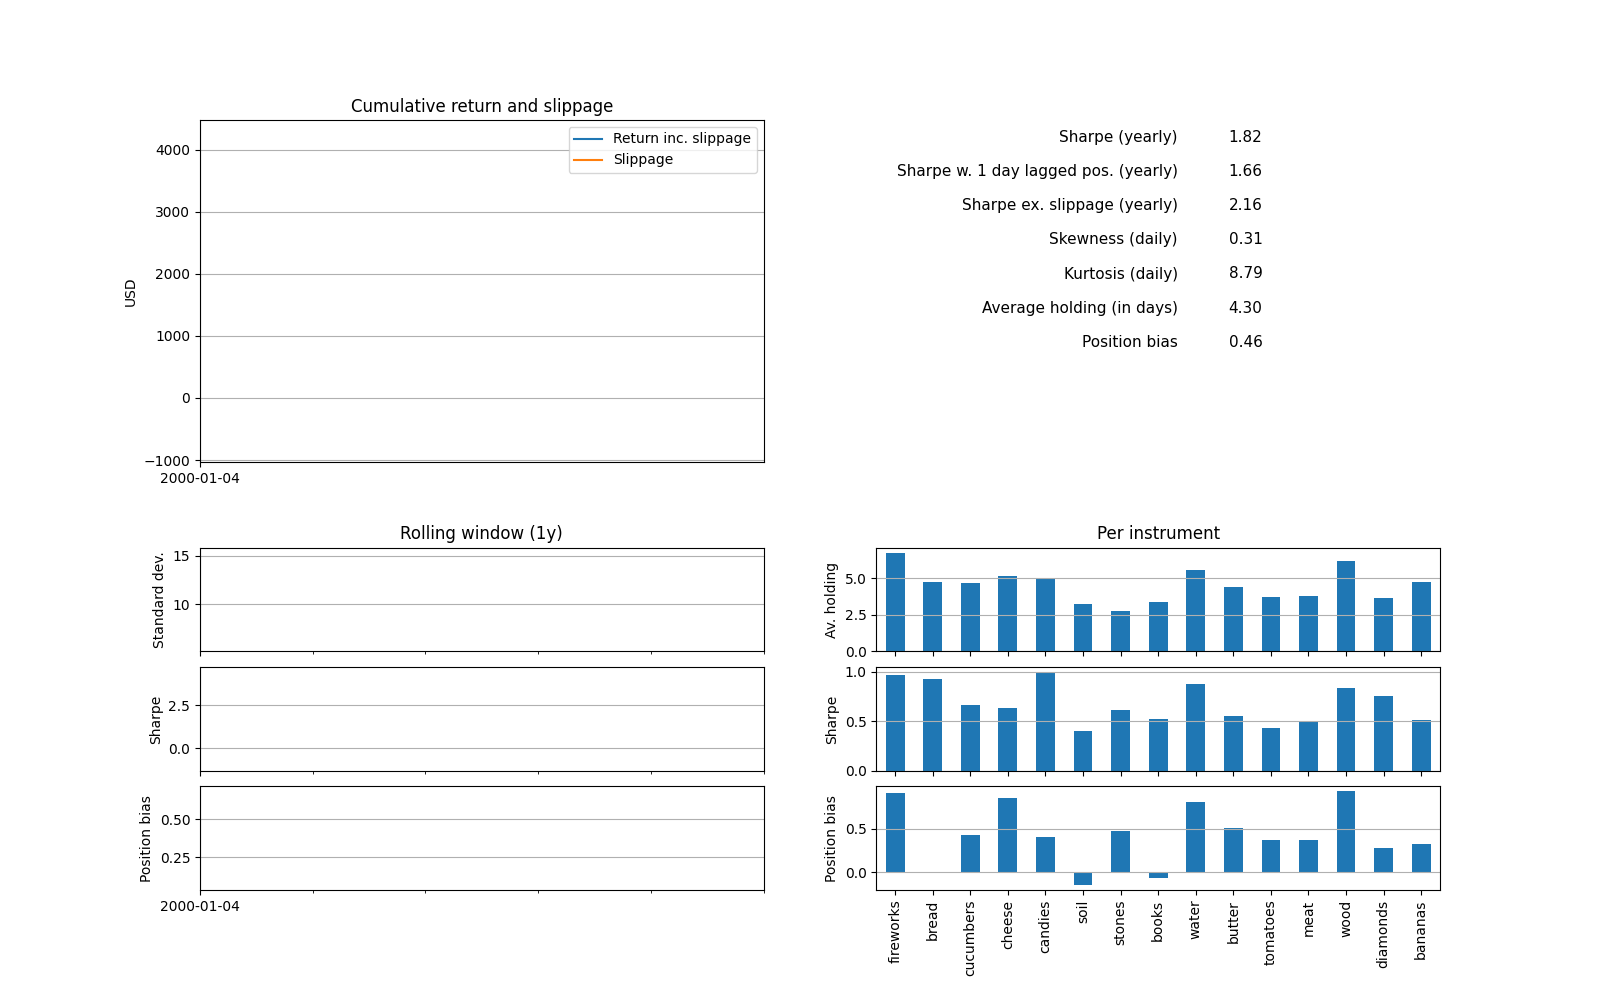 Cumulative return and slippage
Return inc. slippage
Slippage
4000
3000
2000
1000
0
−1000
USD
2000-01-04
Sharpe (yearly) 1.82
Sharpe w. 1 day lagged pos. (yearly) 1.66
Sharpe ex. slippage (yearly) 2.16
Skewness (daily) 0.31
Kurtosis (daily) 8.79
Average holding (in days) 4.30
Position bias 0.46
Rolling window (1y)
Standard dev.
15
10
Sharpe
2.5
0.0
Position bias
0.50
0.25
2000-01-04
Per instrument
Av. holding
5.0
2.5
0.0
Sharpe
1.0
0.5
0.0
Position bias
0.5
0.0
fireworks
bread
cucumbers
cheese
candies
soil
stones
books
water
butter
tomatoes
meat
wood
diamonds
bananas